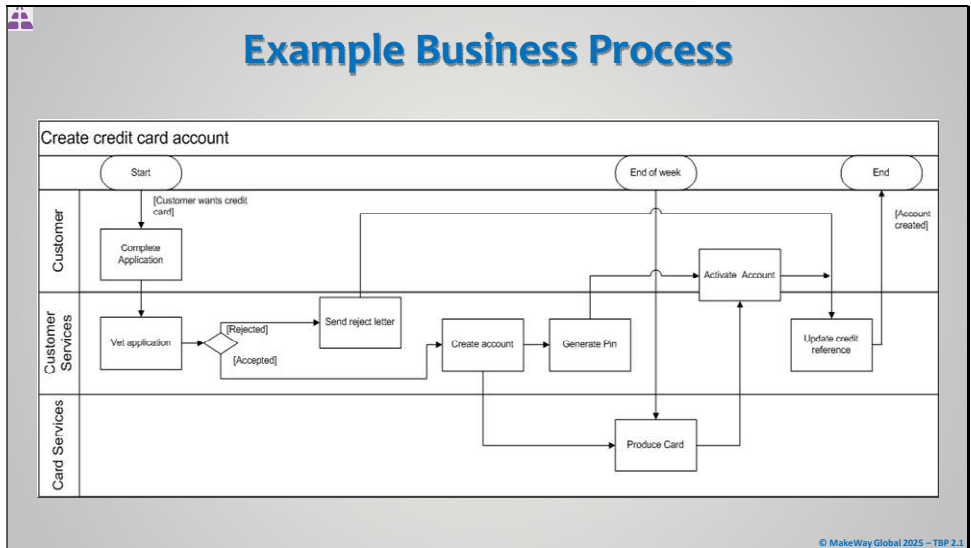 Example Business Process
Create credit card account
Start
End of week
End
[Customer wants credit
card]
[Account
created]
Customer
Complete
Application
Activate Account
Customer
Services
Vet application
[Rejected]
[Accepted]
Send reject letter
Create account
Generate Pin
Update credit
reference
Card Services
Produce Card
© MakeWay Global 2025 – TBP 2.1